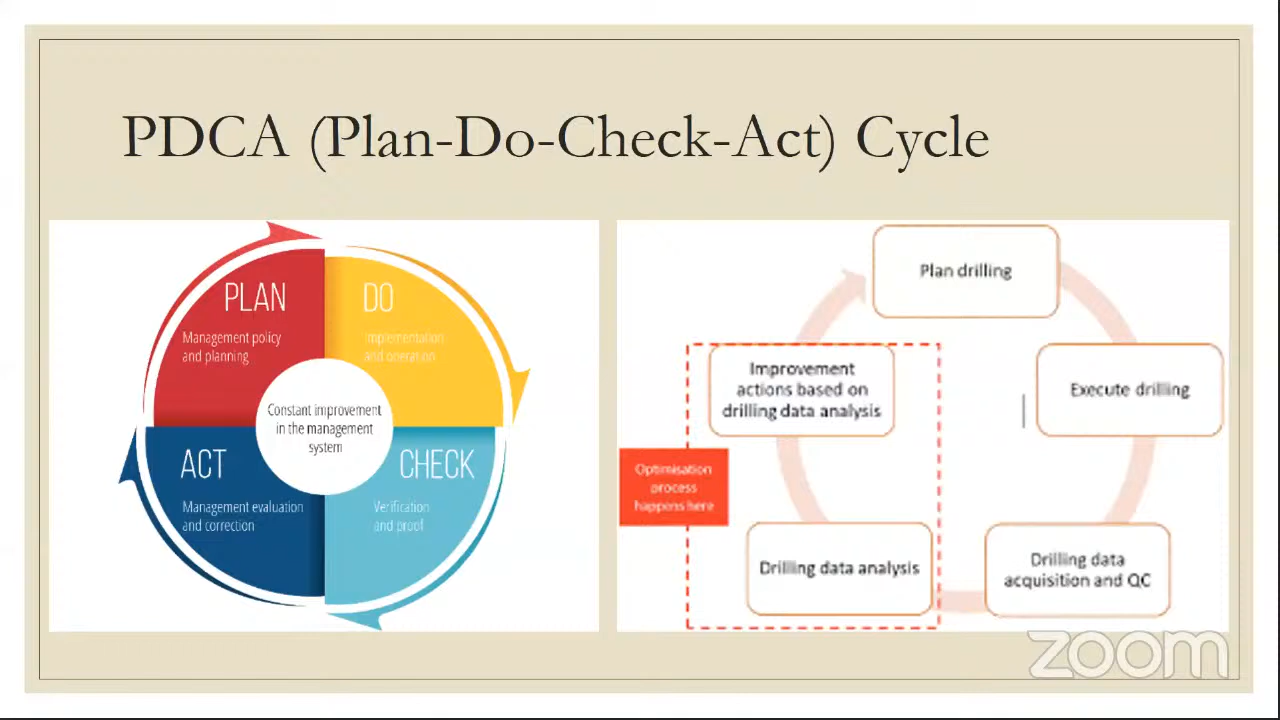 PDCA (Plan-Do-Check-Act) Cycle
PLAN
Management policy
and planning
DO
Implementation
and operation
Constant improvement
in the management
system
ACT
Management evaluation
and correction
CHECK
Verification
and proof
Plan drilling
Execute drilling
Drilling data
acquisition and QC
Drilling data analysis
Improvement
actions based on
drilling data analysis
Optimisation
process
happens here
zoom